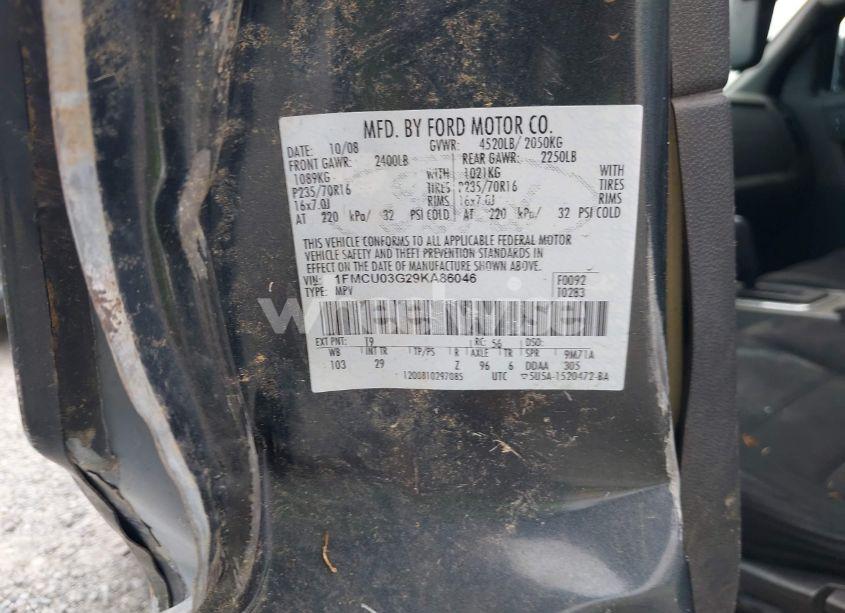 MFD. BY FORD MOTOR CO.
DATE: 10/08 GVWR: 4520LB/ 2050KG
FRONT GAWR: 2400LB REAR GAWR: 2250LB
1089KG WITH 1021KG WITH
P235/70R16 TIRES P235/70R16 TIRES
16x7.0J RIMS 16x7.0J RIMS
AT 220 kPa/ 32 PSI COLD AT 220 kPa/ 32 PSI COLD
THIS VEHICLE CONFORMS TO ALL APPLICABLE FEDERAL MOTOR
VEHICLE SAFETY AND THEFT PREVENTION STANDARDS IN
EFFECT ON THE DATE OF MANUFACTURE SHOWN ABOVE.
VIN: 1FMCU03G29KA86046 F0092
TYPE: MPV T0283
EXT PNT: T9 RC: 56 DSO:
WB INT TR TP/PS R AXLE TR SPR 9M71A
103 29 Z 96 6 DDAA 305
1200810297085 UTC ▽5U5A-1520472-BA